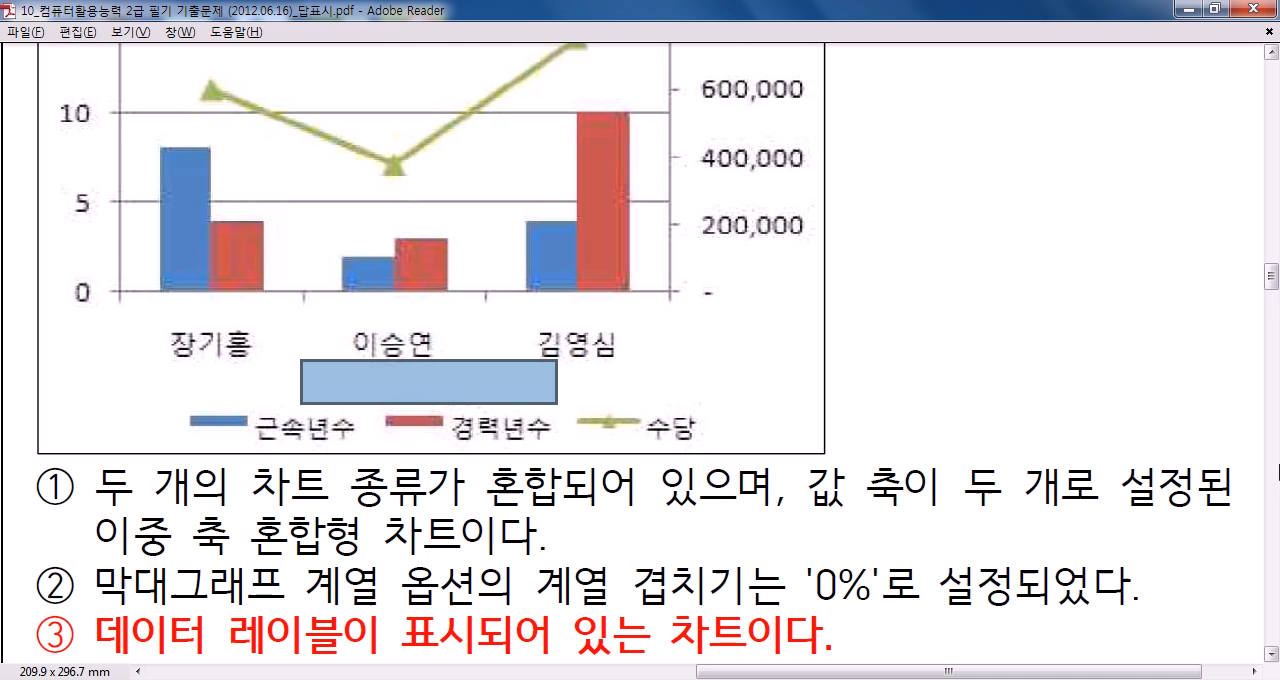 10_컴퓨터활용능력 2급 필기 기출문제 (2012.06.16)_답표시.pdf - Adobe Reader
파일(F) 편집(E) 보기(V) 창(W) 도움말(H)
600,000
10
400,000
5
200,000
0
-
장기홍 이승연 김영심
근속년수 경력년수 수당
① 두 개의 차트 종류가 혼합되어 있으며, 값 축이 두 개로 설정된
이중 축 혼합형 차트이다.
② 막대그래프 계열 옵션의 계열 겹치기는 '0%'로 설정되었다.
③ 데이터 레이블이 표시되어 있는 차트이다.
209.9 x 296.7 mm